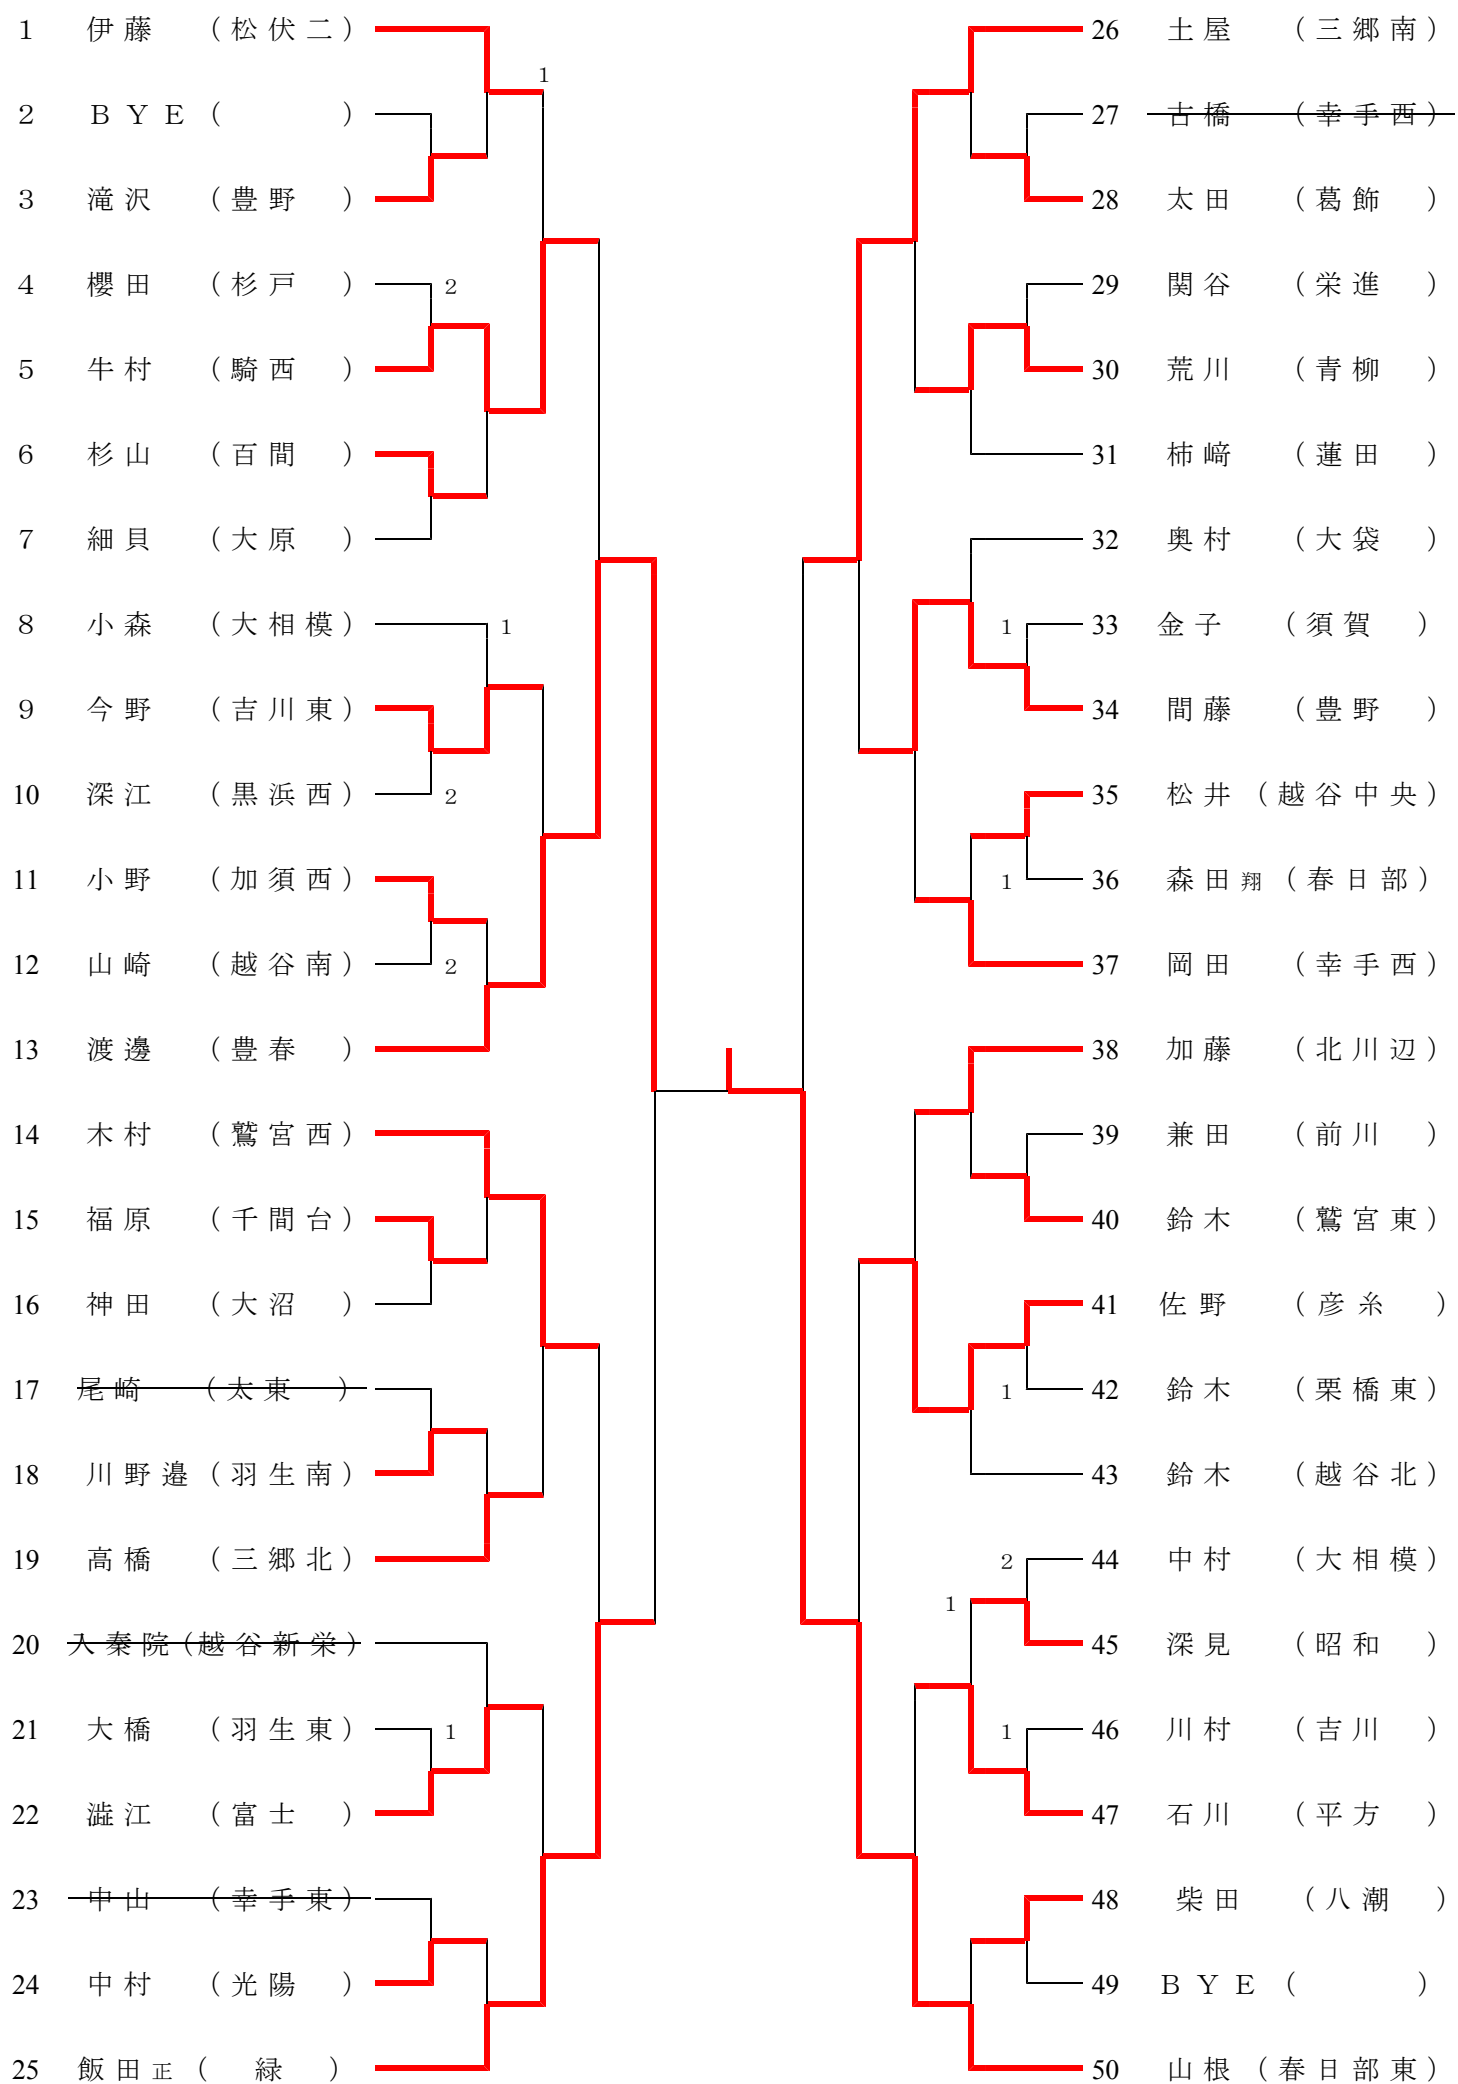 1 伊藤 （松伏二）
1
2 ＢＹＥ（　　　）
3 滝沢 （豊野　）
4 櫻田 （杉戸　）
2
5 牛村 （騎西　）
6 杉山 （百間　）
7 細貝 （大原　）
8 小森 （大相模）
1
9 今野 （吉川東）
10 深江 （黒浜西）
2
11 小野 （加須西）
12 山崎 （越谷南）
2
13 渡邊 （豊春　）
14 木村 （鷲宮西）
15 福原 （千間台）
16 神田 （大沼　）
17 尾崎 （太東　）
18 川野邉（羽生南）
19 高橋 （三郷北）
20 入秦院（越谷新栄）
21 大橋 （羽生東）
1
22 澁江 （富士　）
23 中山 （幸手東）
24 中村 （光陽　）
25 飯田正（　緑　）
26 土屋 （三郷南）
27 古橋 （幸手西）
28 太田 （葛飾　）
29 関谷 （栄進　）
30 荒川 （青柳　）
31 柿﨑 （蓮田　）
32 奥村 （大袋　）
1
33 金子 （須賀　）
34 間藤 （豊野　）
35 松井（越谷中央）
1
36 森田翔（春日部）
37 岡田 （幸手西）
38 加藤 （北川辺）
39 兼田 （前川　）
40 鈴木 （鷲宮東）
41 佐野 （彦糸　）
1
42 鈴木 （栗橋東）
43 鈴木 （越谷北）
2
44 中村 （大相模）
1
45 深見 （昭和　）
1
46 川村 （吉川　）
47 石川 （平方　）
48 柴田 （八潮　）
49 ＢＹＥ（　　　）
50 山根（春日部東）